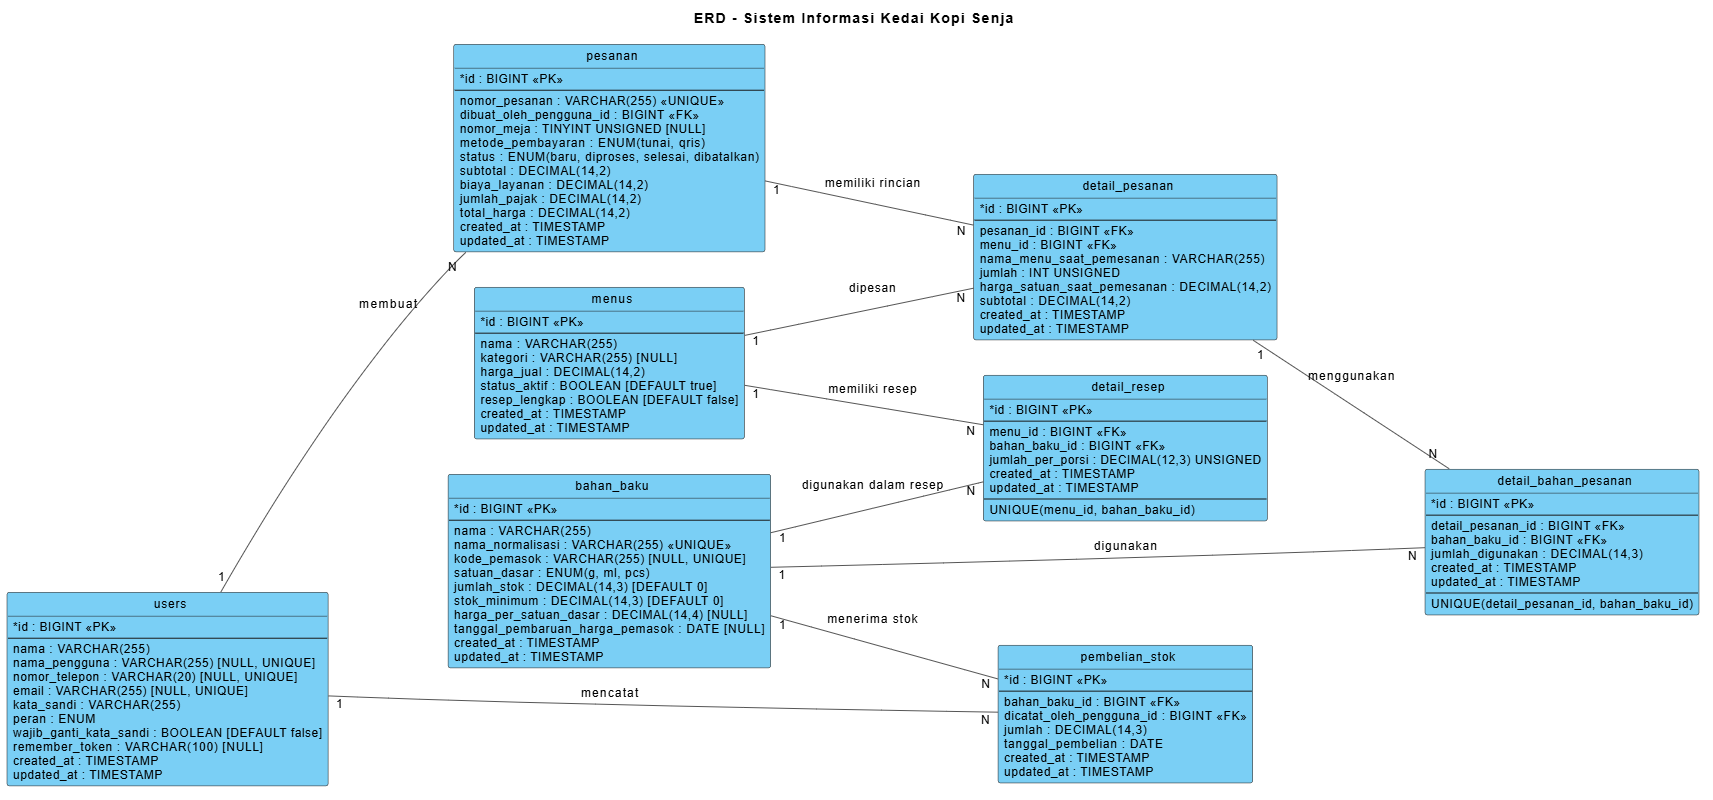 ERD - Sistem Informasi Kedai Kopi Senja
pesanan
*id : BIGINT «PK»
nomor_pesanan : VARCHAR(255) «UNIQUE»
dibuat_oleh_pengguna_id : BIGINT «FK»
nomor_meja : TINYINT UNSIGNED [NULL]
metode_pembayaran : ENUM(tunai, qris)
status : ENUM(baru, diproses, selesai, dibatalkan)
subtotal : DECIMAL(14,2)
biaya_layanan : DECIMAL(14,2)
jumlah_pajak : DECIMAL(14,2)
total_harga : DECIMAL(14,2)
created_at : TIMESTAMP
updated_at : TIMESTAMP
memiliki rincian
1
N
detail_pesanan
*id : BIGINT «PK»
pesanan_id : BIGINT «FK»
menu_id : BIGINT «FK»
nama_menu_saat_pemesanan : VARCHAR(255)
jumlah : INT UNSIGNED
harga_satuan_saat_pemesanan : DECIMAL(14,2)
subtotal : DECIMAL(14,2)
created_at : TIMESTAMP
updated_at : TIMESTAMP
N
membuat
1
menus
*id : BIGINT «PK»
nama : VARCHAR(255)
kategori : VARCHAR(255) [NULL]
harga_jual : DECIMAL(14,2)
status_aktif : BOOLEAN [DEFAULT true]
resep_lengkap : BOOLEAN [DEFAULT false]
created_at : TIMESTAMP
updated_at : TIMESTAMP
dipesan
1
N
memiliki resep
1
N
detail_resep
*id : BIGINT «PK»
menu_id : BIGINT «FK»
bahan_baku_id : BIGINT «FK»
jumlah_per_porsi : DECIMAL(12,3) UNSIGNED
created_at : TIMESTAMP
updated_at : TIMESTAMP
UNIQUE(menu_id, bahan_baku_id)
1
menggunakan
N
bahan_baku
*id : BIGINT «PK»
nama : VARCHAR(255)
nama_normalisasi : VARCHAR(255) «UNIQUE»
kode_pemasok : VARCHAR(255) [NULL, UNIQUE]
satuan_dasar : ENUM(g, ml, pcs)
jumlah_stok : DECIMAL(14,3) [DEFAULT 0]
stok_minimum : DECIMAL(14,3) [DEFAULT 0]
harga_per_satuan_dasar : DECIMAL(14,4) [NULL]
tanggal_pembaruan_harga_pemasok : DATE [NULL]
created_at : TIMESTAMP
updated_at : TIMESTAMP
digunakan dalam resep
1
N
digunakan
1
N
detail_bahan_pesanan
*id : BIGINT «PK»
detail_pesanan_id : BIGINT «FK»
bahan_baku_id : BIGINT «FK»
jumlah_digunakan : DECIMAL(14,3)
created_at : TIMESTAMP
updated_at : TIMESTAMP
UNIQUE(detail_pesanan_id, bahan_baku_id)
menerima stok
1
N
users
*id : BIGINT «PK»
nama : VARCHAR(255)
nama_pengguna : VARCHAR(255) [NULL, UNIQUE]
nomor_telepon : VARCHAR(20) [NULL, UNIQUE]
email : VARCHAR(255) [NULL, UNIQUE]
kata_sandi : VARCHAR(255)
peran : ENUM
wajib_ganti_kata_sandi : BOOLEAN [DEFAULT false]
remember_token : VARCHAR(100) [NULL]
created_at : TIMESTAMP
updated_at : TIMESTAMP
mencatat
1
N
pembelian_stok
*id : BIGINT «PK»
bahan_baku_id : BIGINT «FK»
dicatat_oleh_pengguna_id : BIGINT «FK»
jumlah : DECIMAL(14,3)
tanggal_pembelian : DATE
created_at : TIMESTAMP
updated_at : TIMESTAMP